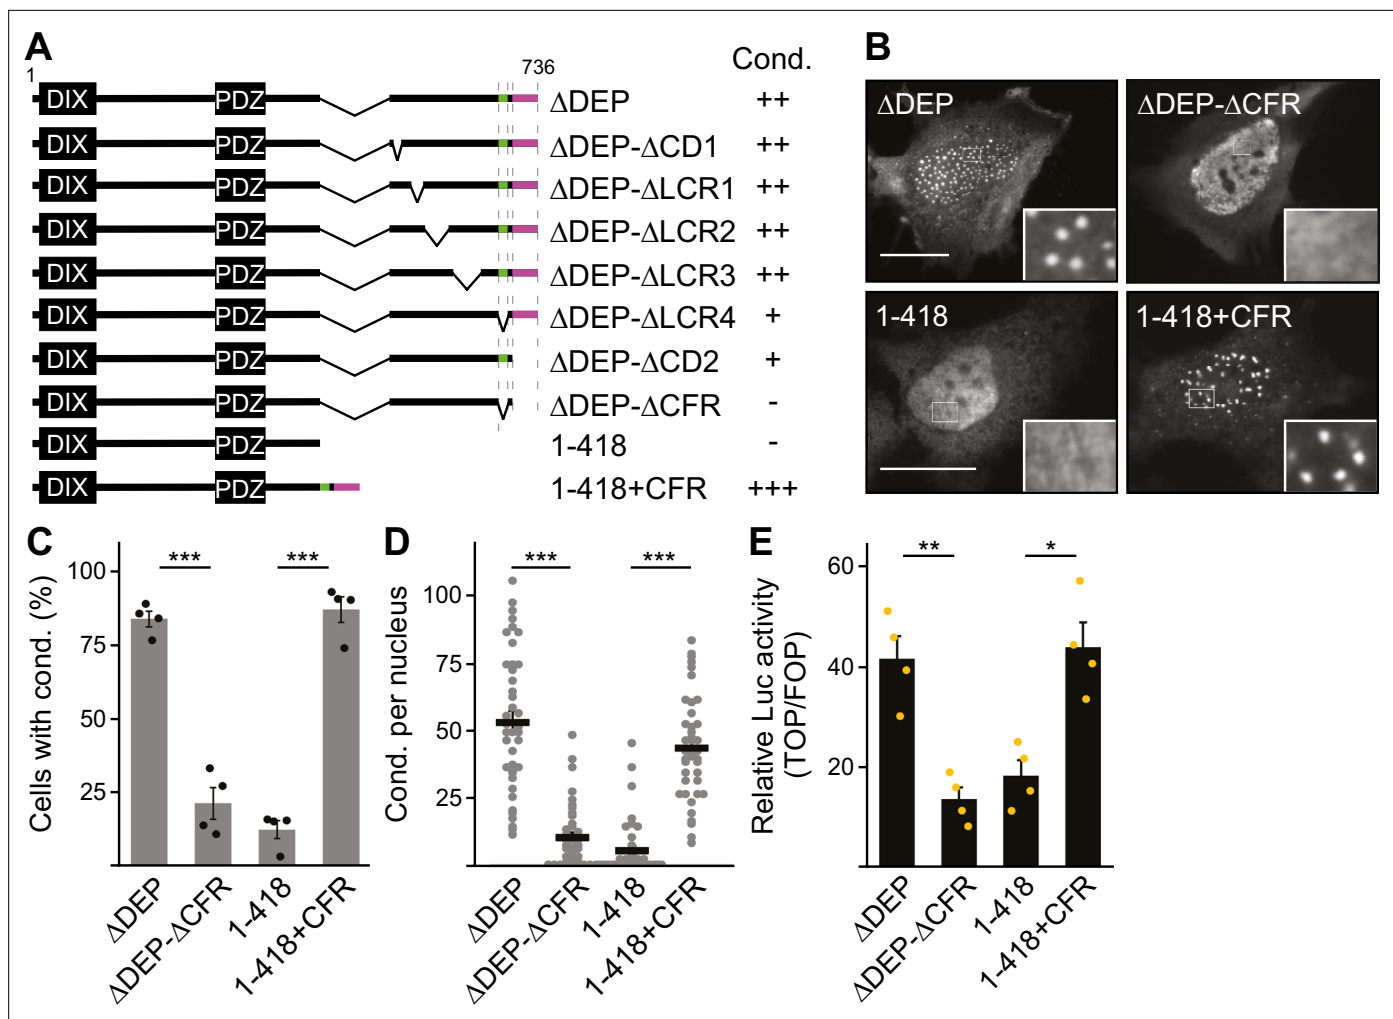 A
B
1
736
Cond.
DIX PDZ ΔDEP ++
DIX PDZ ΔDEP-ΔCD1 ++
DIX PDZ ΔDEP-ΔLCR1 ++
DIX PDZ ΔDEP-ΔLCR2 ++
DIX PDZ ΔDEP-ΔLCR3 ++
DIX PDZ ΔDEP-ΔLCR4 +
DIX PDZ ΔDEP-ΔCD2 +
DIX PDZ ΔDEP-ΔCFR -
DIX PDZ 1-418 -
DIX PDZ 1-418+CFR +++
ΔDEP
ΔDEP-ΔCFR
1-418
1-418+CFR
C
Cells with cond. (%)
100
75
50
25
***
***
ΔDEP
ΔDEP-ΔCFR
1-418
1-418+CFR
D
Cond. per nucleus
100
75
50
25
***
***
ΔDEP
ΔDEP-ΔCFR
1-418
1-418+CFR
E
Relative Luc activity
(TOP/FOP)
60
40
20
**
*
ΔDEP
ΔDEP-ΔCFR
1-418
1-418+CFR